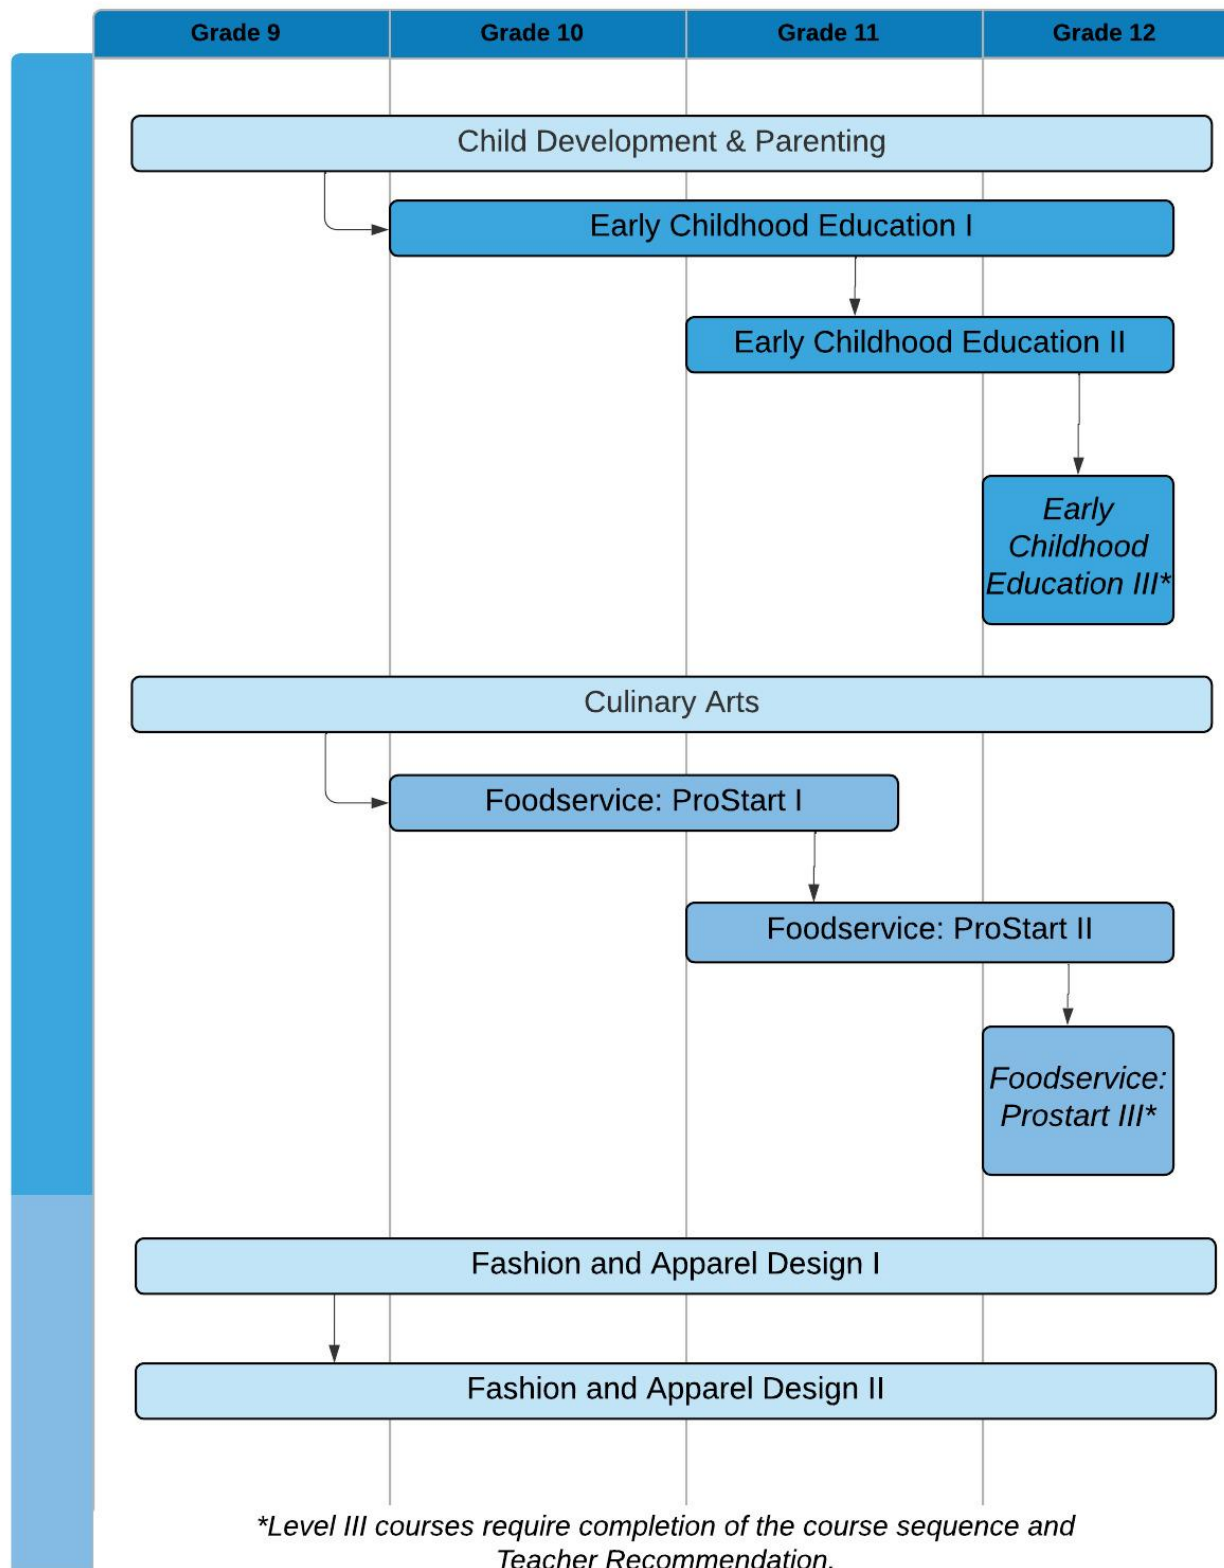 Grade 9 Grade 10 Grade 11 Grade 12
Child Development & Parenting
Early Childhood Education I
Early Childhood Education II
Early
Childhood
Education III*
Culinary Arts
Foodservice: ProStart I
Foodservice: ProStart II
Foodservice:
Prostart III*
Fashion and Apparel Design I
Fashion and Apparel Design II
*Level III courses require completion of the course sequence and
Teacher Recommendation.